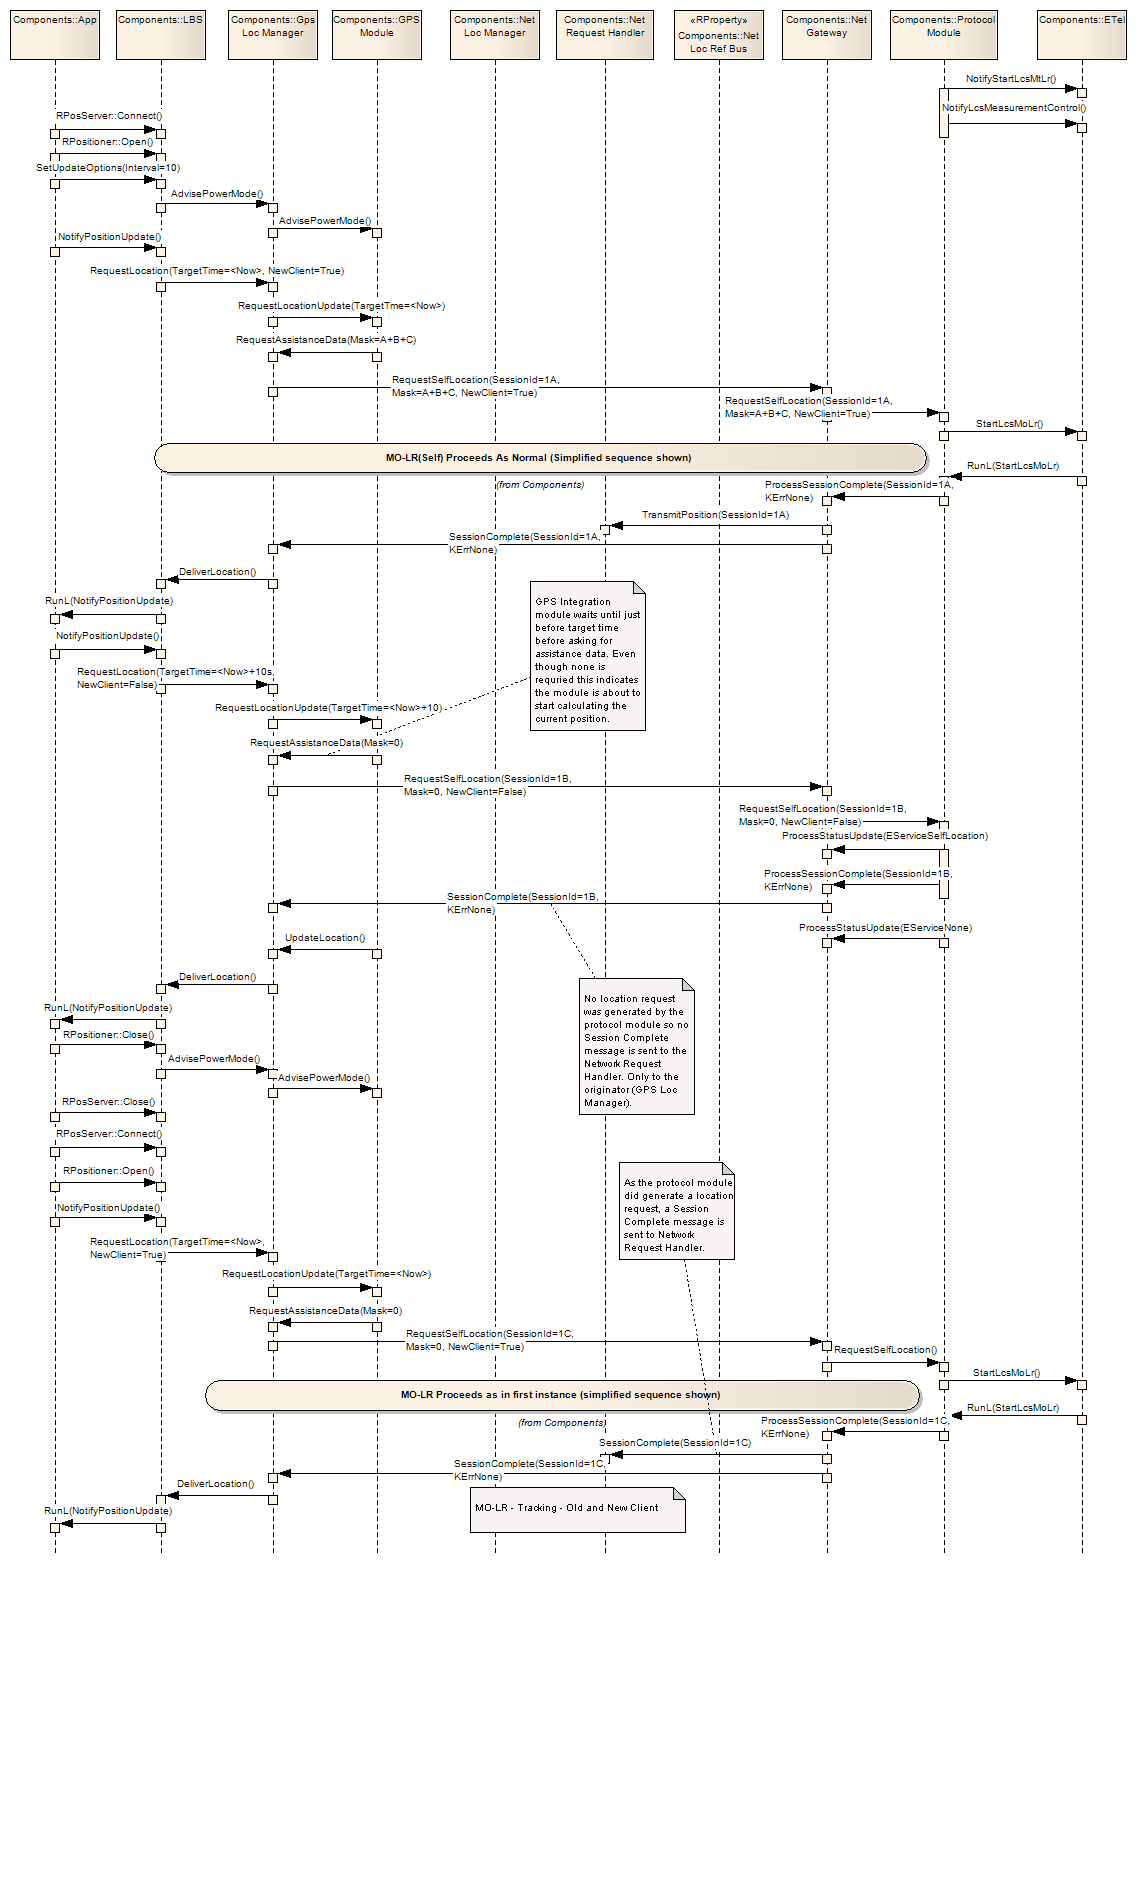 Components::App
Components::LBS
Components::Gps
Loc Manager
Components::GPS
Module
Components::Net
Loc Manager
Components::Net
Request Handler
«RProperty»
Components::Net
Loc Ref Bus
Components::Net
Gateway
Components::Protocol
Module
Components::ETel
NotifyStartLcsMtLr()
NotifyLcsMeasurementControl()
RPosServer::Connect()
RPositioner::Open()
SetUpdateOptions(Interval=10)
AdvisePowerMode()
AdvisePowerMode()
NotifyPositionUpdate()
RequestLocation(TargetTime=<Now>, NewClient=True)
RequestLocationUpdate(TargetTme=<Now>)
RequestAssistanceData(Mask=A+B+C)
RequestSelfLocation(SessionId=1A,
Mask=A+B+C, NewClient=True)
RequestSelfLocation(SessionId=1A,
Mask=A+B+C, NewClient=True)
StartLcsMoLr()
MO-LR(Self) Proceeds As Normal (Simplified sequence shown)
(from Components)
RunL(StartLcsMoLr)
ProcessSessionComplete(SessionId=1A,
KErrNone)
TransmitPosition(SessionId=1A)
SessionComplete(SessionId=1A,
KErrNone)
DeliverLocation()
RunL(NotifyPositionUpdate)
GPS Integration
module waits until just
before target time
before asking for
assistance data. Even
though none is
requried this indicates
the module is about to
start calculating the
current position.
NotifyPositionUpdate()
RequestLocation(TargetTime=<Now>+10s,
NewClient=False)
RequestLocationUpdate(TargetTime=<Now>+10)
RequestAssistanceData(Mask=0)
RequestSelfLocation(SessionId=1B,
Mask=0, NewClient=False)
RequestSelfLocation(SessionId=1B,
Mask=0, NewClient=False)
ProcessStatusUpdate(EServiceSelfLocation)
ProcessSessionComplete(SessionId=1B,
KErrNone)
SessionComplete(SessionId=1B,
KErrNone)
ProcessStatusUpdate(EServiceNone)
UpdateLocation()
DeliverLocation()
No location request
was generated by the
protocol module so no
Session Complete
message is sent to the
Network Request
Handler. Only to the
originator (GPS Loc
Manager).
RunL(NotifyPositionUpdate)
RPositioner::Close()
AdvisePowerMode()
AdvisePowerMode()
RPosServer::Close()
RPosServer::Connect()
RPositioner::Open()
As the protocol module
did generate a location
request, a Session
Complete message is
sent to Network
Request Handler.
NotifyPositionUpdate()
RequestLocation(TargetTime=<Now>,
NewClient=True)
RequestLocationUpdate(TargetTime=<Now>)
RequestAssistanceData(Mask=0)
RequestSelfLocation(SessionId=1C,
Mask=0, NewClient=True)
RequestSelfLocation()
StartLcsMoLr()
MO-LR Proceeds as in first instance (simplified sequence shown)
(from Components)
RunL(StartLcsMoLr)
ProcessSessionComplete(SessionId=1C,
KErrNone)
SessionComplete(SessionId=1C)
SessionComplete(SessionId=1C,
KErrNone)
DeliverLocation()
MO-LR - Tracking - Old and New Client
RunL(NotifyPositionUpdate)